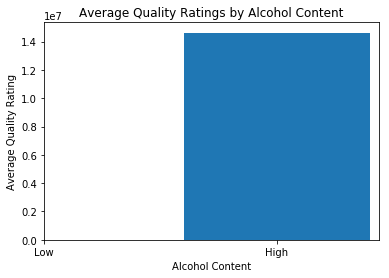 Average Quality Ratings by Alcohol Content
1e7
1.4
1.2
1.0
0.8
0.6
0.4
0.2
0.0
Average Quality Rating
Low High
Alcohol Content